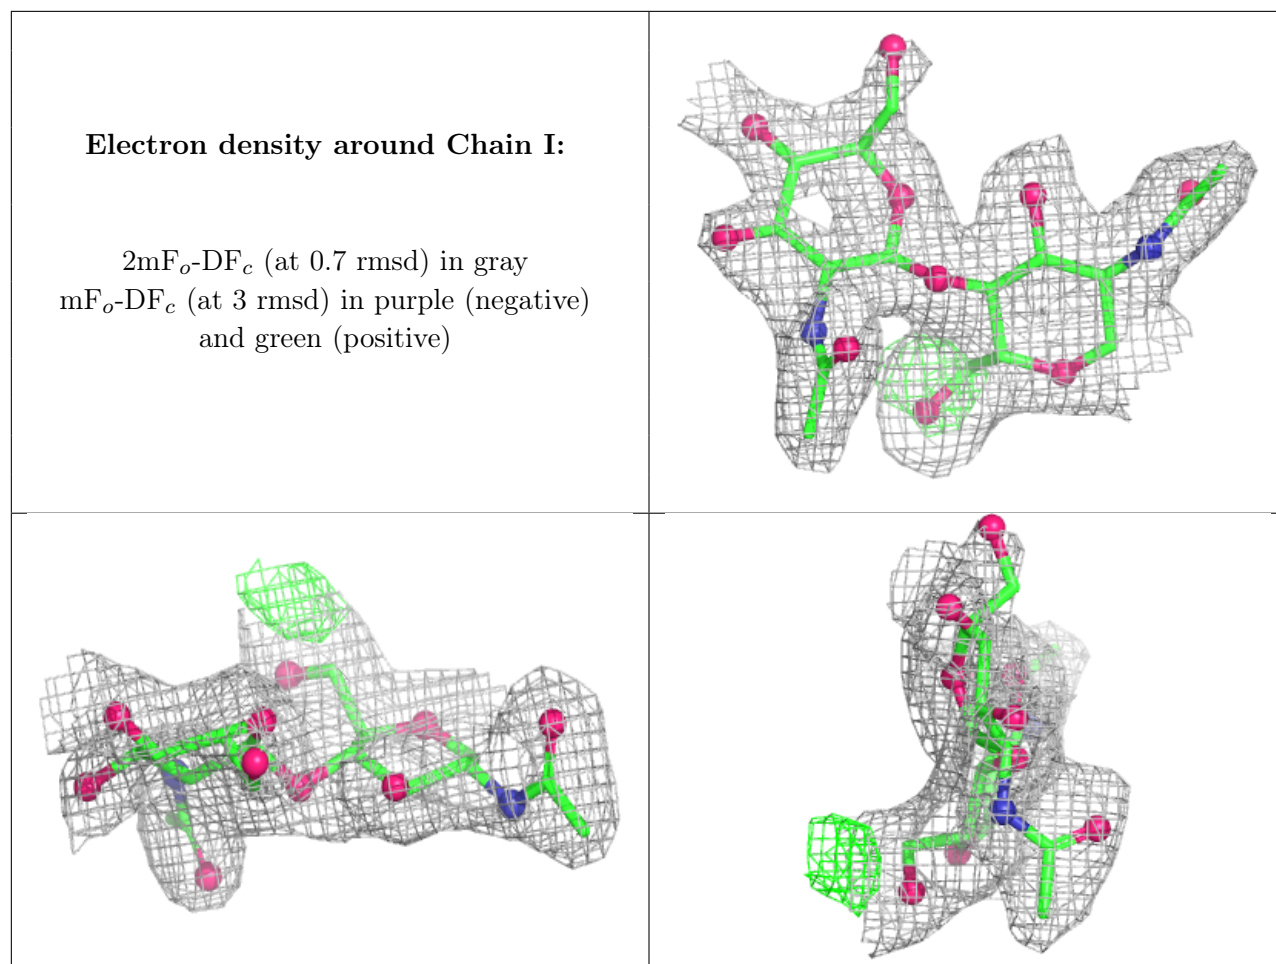 Electron density around Chain I:
2mFo-DFc (at 0.7 rmsd) in gray
mFo-DFc (at 3 rmsd) in purple (negative)
and green (positive)